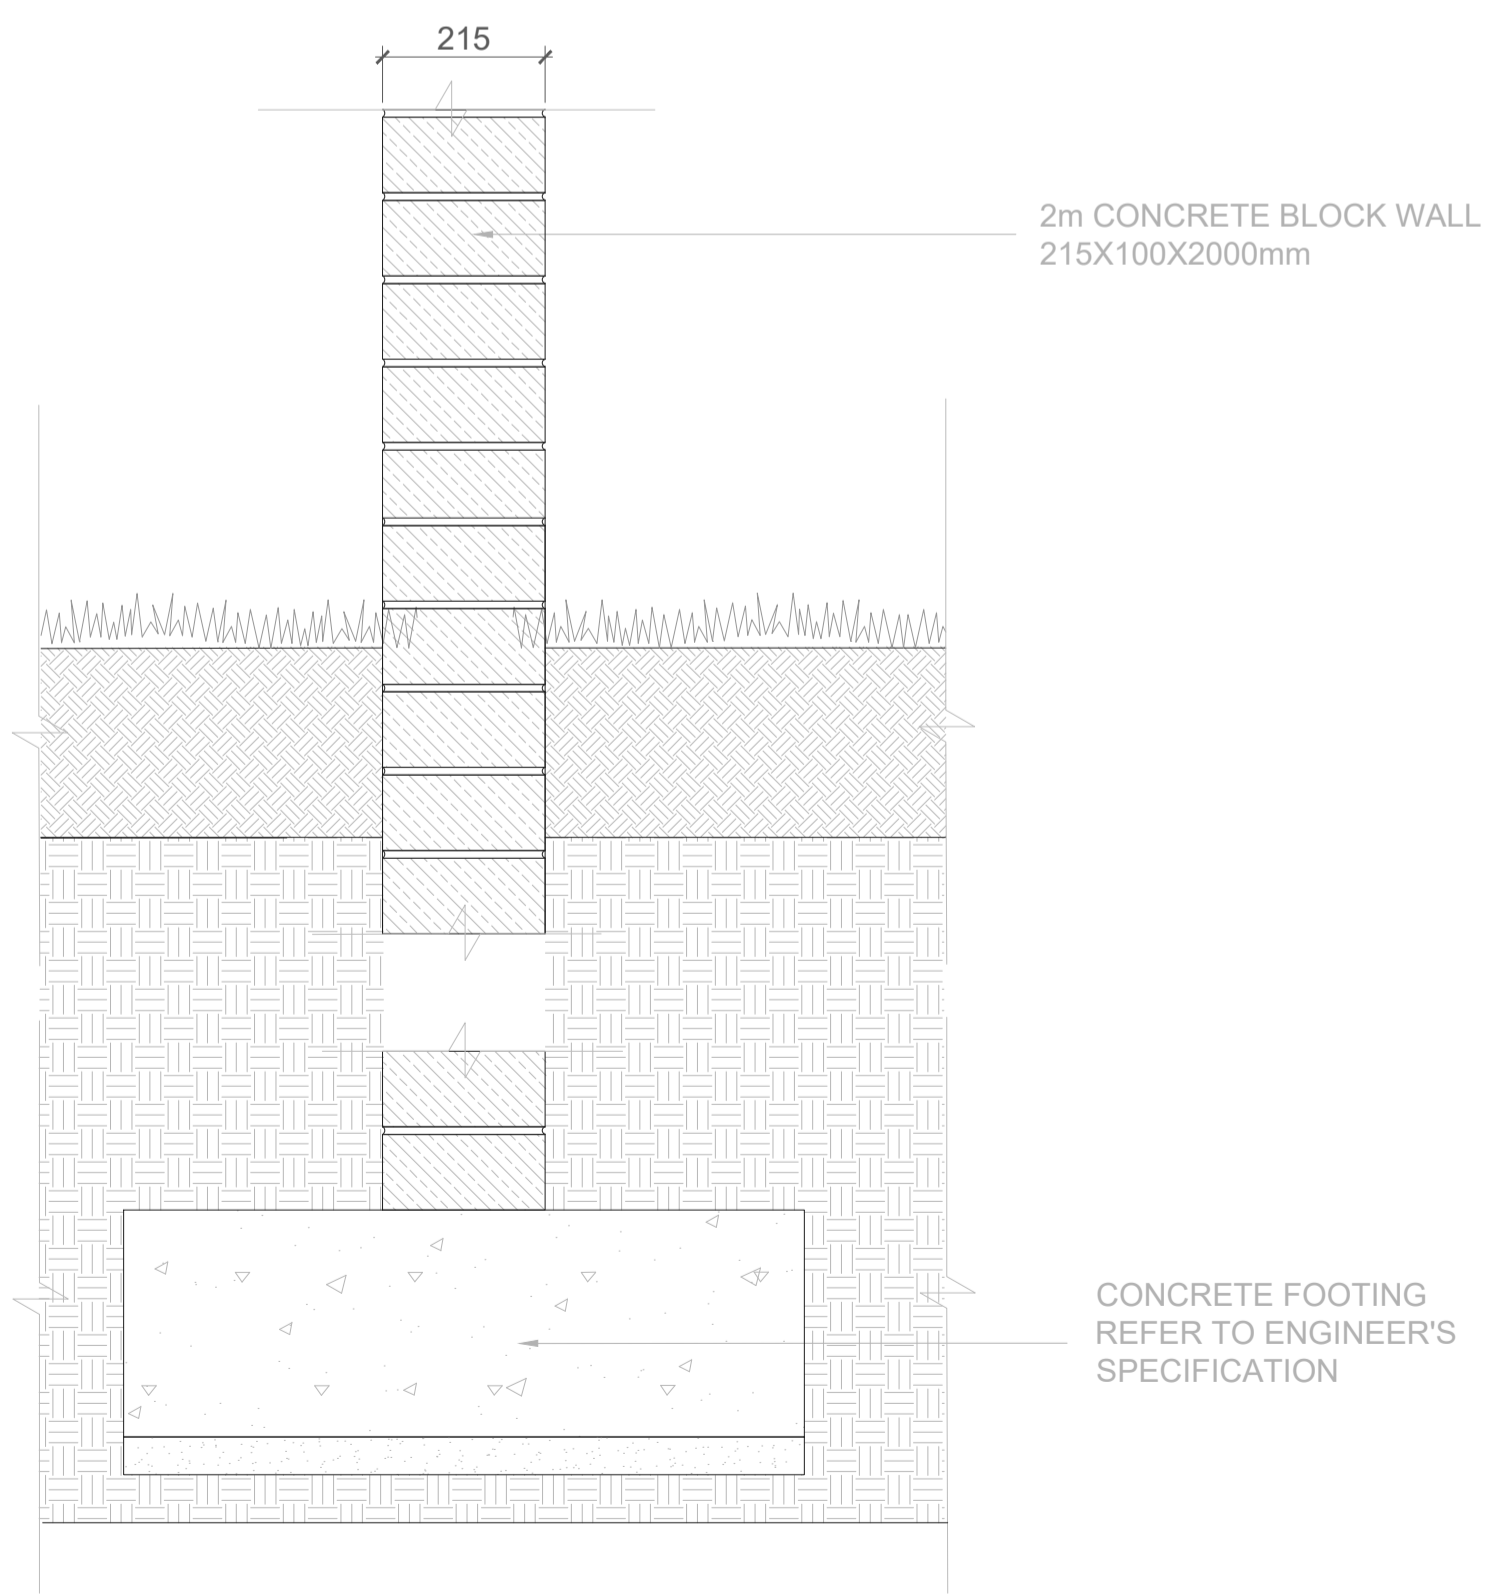 215
2m CONCRETE BLOCK WALL
215X100X2000mm
CONCRETE FOOTING
REFER TO ENGINEER'S
SPECIFICATION